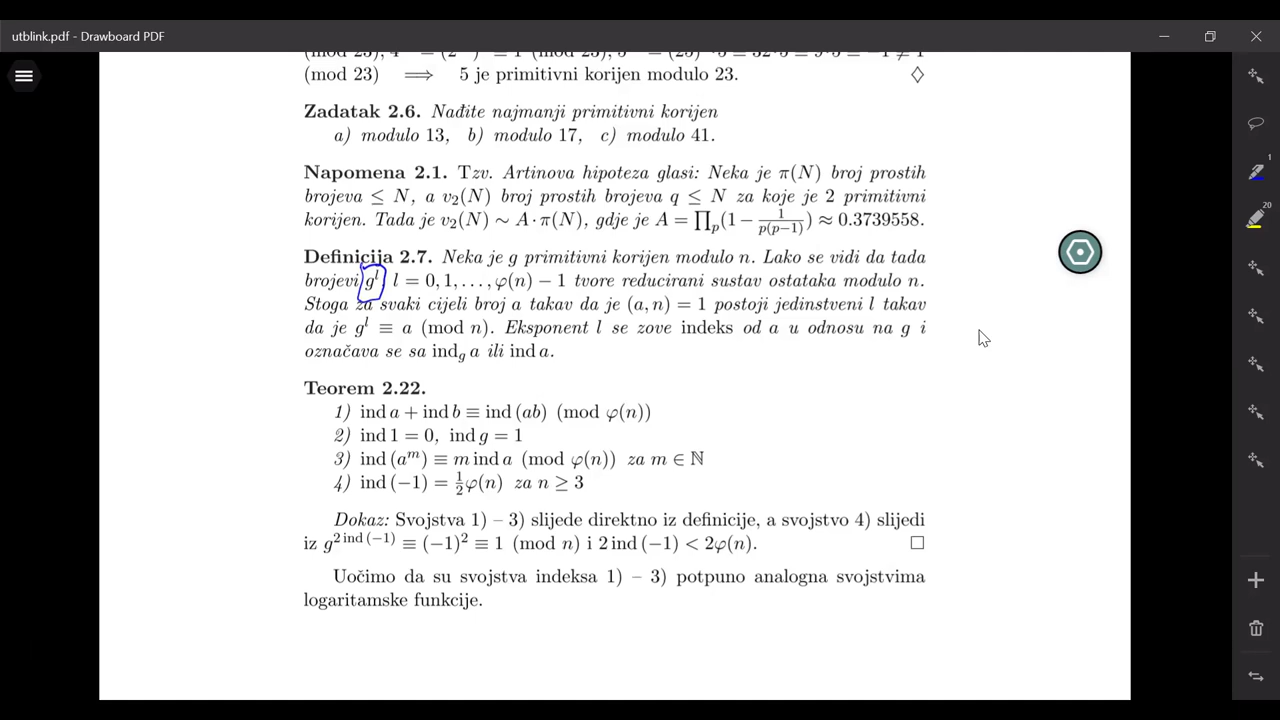 utblink.pdf - Drawboard PDF
(mod 23) ⟹ 5 je primitivni korijen modulo 23. ♢
Zadatak 2.6. Nađite najmanji primitivni korijen
a) modulo 13, b) modulo 17, c) modulo 41.
Napomena 2.1. Tzv. Artinova hipoteza glasi: Neka je π(N) broj prostih
brojeva ≤ N, a v₂(N) broj prostih brojeva q ≤ N za koje je 2 primitivni
korijen. Tada je v₂(N) ∼ A · π(N), gdje je A = ∏ₚ(1 − 1/p(p−1)) ≈ 0.3739558.
Definicija 2.7. Neka je g primitivni korijen modulo n. Lako se vidi da tada
brojevi gˡ l = 0, 1, . . . , φ(n) − 1 tvore reducirani sustav ostataka modulo n.
Stoga za svaki cijeli broj a takav da je (a, n) = 1 postoji jedinstveni l takav
da je gˡ ≡ a (mod n). Eksponent l se zove indeks od a u odnosu na g i
označava se sa ind_g a ili ind a.
Teorem 2.22.
1) ind a + ind b ≡ ind (ab) (mod φ(n))
2) ind 1 = 0, ind g = 1
3) ind (aᵐ) ≡ m ind a (mod φ(n)) za m ∈ ℕ
4) ind (−1) = ½φ(n) za n ≥ 3
Dokaz: Svojstva 1) – 3) slijede direktno iz definicije, a svojstvo 4) slijedi
iz g^{2 ind (−1)} ≡ (−1)² ≡ 1 (mod n) i 2 ind (−1) < 2φ(n). □
Uočimo da su svojstva indeksa 1) – 3) potpuno analogna svojstvima
logaritamske funkcije.
1
20